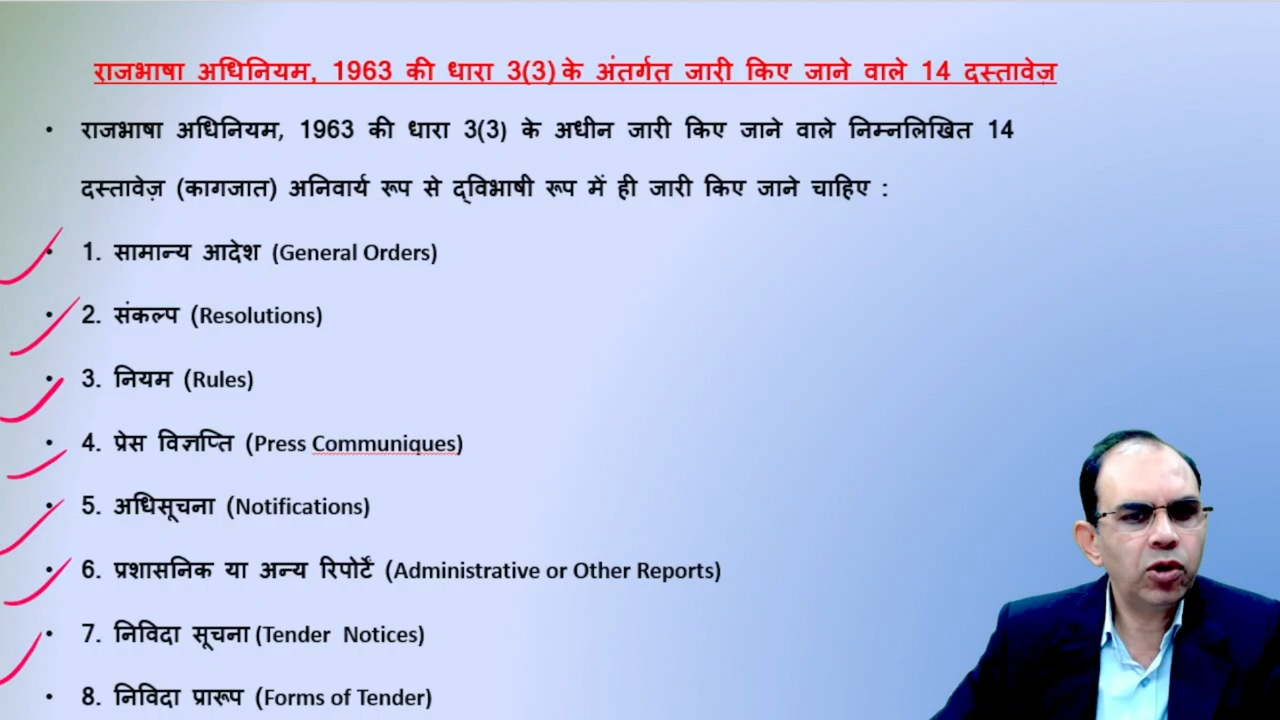 राजभाषा अधिनियम, 1963 की धारा 3(3) के अंतर्गत जारी किए जाने वाले 14 दस्तावेज़
• राजभाषा अधिनियम, 1963 की धारा 3(3) के अधीन जारी किए जाने वाले निम्नलिखित 14
दस्तावेज़ (कागजात) अनिवार्य रूप से द्विभाषी रूप में ही जारी किए जाने चाहिए :
• 1. सामान्य आदेश (General Orders)
• 2. संकल्प (Resolutions)
• 3. नियम (Rules)
• 4. प्रेस विज्ञप्ति (Press Communiques)
• 5. अधिसूचना (Notifications)
• 6. प्रशासनिक या अन्य रिपोर्टें (Administrative or Other Reports)
• 7. निविदा सूचना (Tender Notices)
• 8. निविदा प्रारूप (Forms of Tender)